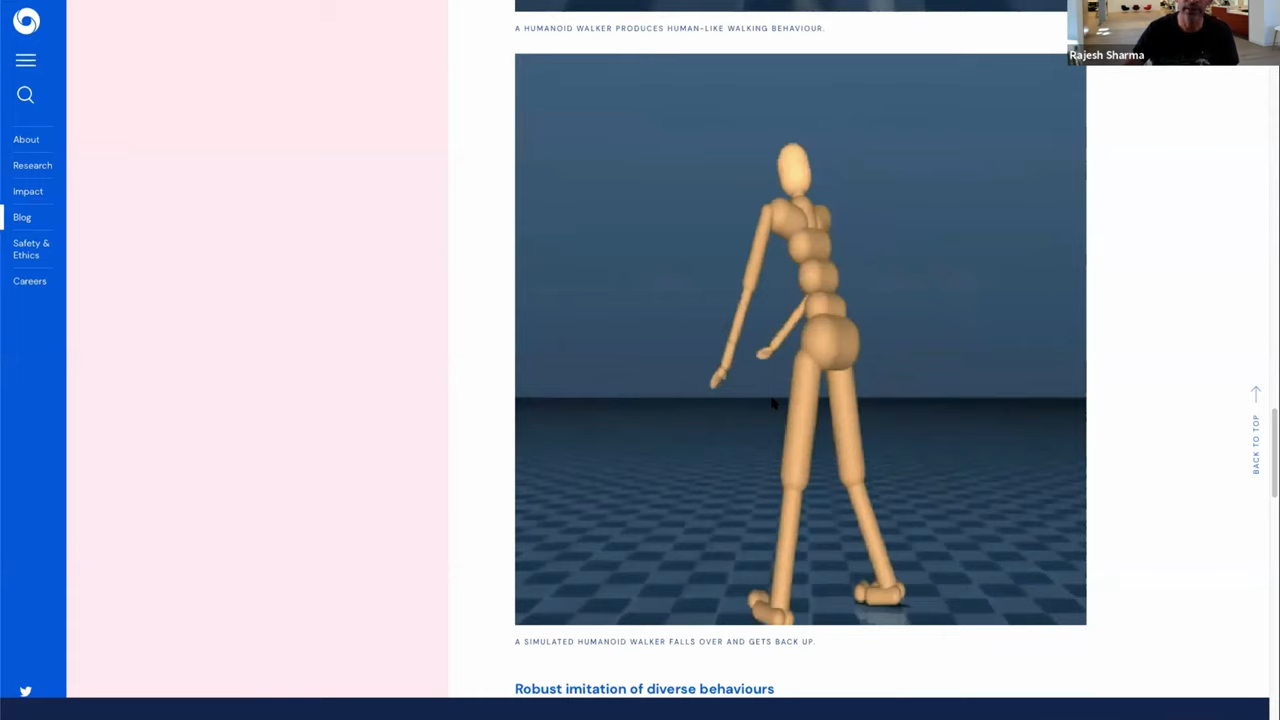 A HUMANOID WALKER PRODUCES HUMAN-LIKE WALKING BEHAVIOUR.
Rajesh Sharma
About
Research
Impact
Blog
Safety &
Ethics
Careers
BACK TO TOP
A SIMULATED HUMANOID WALKER FALLS OVER AND GETS BACK UP.
Robust imitation of diverse behaviours